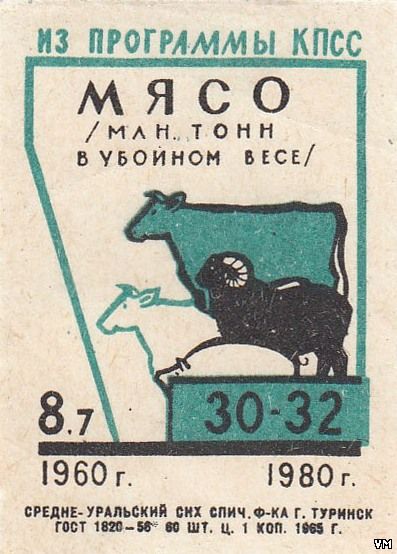 ИЗ ПРОГРАММЫ КПСС
МЯСО
/МЛН. ТОНН
В УБОЙНОМ ВЕСЕ/
8.7 30-32
1960 г. 1980 г.
СРЕДНЕ-УРАЛЬСКИЙ СНХ СПИЧ. Ф-КА Г. ТУРИНСК
ГОСТ 1820-56 60 ШТ. Ц. 1 КОП. 1965 Г.
VM